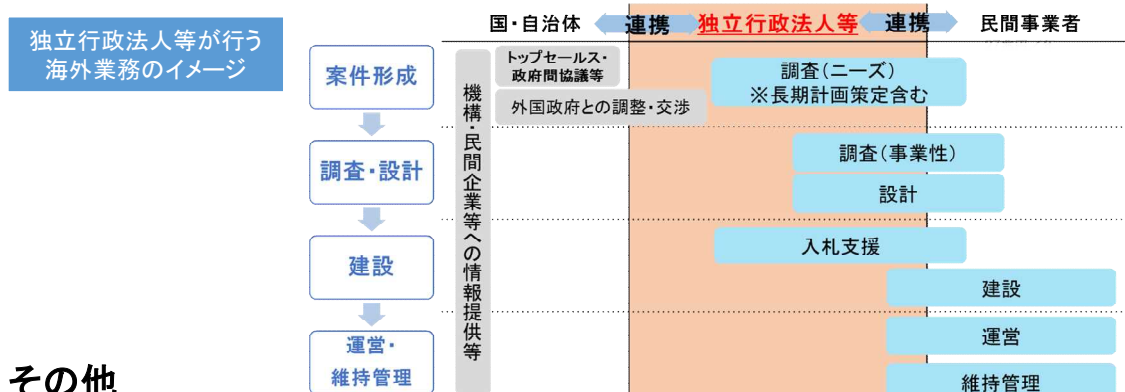 独立行政法人等が行う
海外業務のイメージ
国・自治体 連携 独立行政法人等 連携 民間事業者
案件形成
調査・設計
建設
運営・
維持管理
機構・民間企業等への情報提供等
トップセールス・
政府間協議等
外国政府との調整・交渉
調査(ニーズ)
※長期計画策定含む
調査(事業性)
設計
入札支援
建設
運営
維持管理
その他